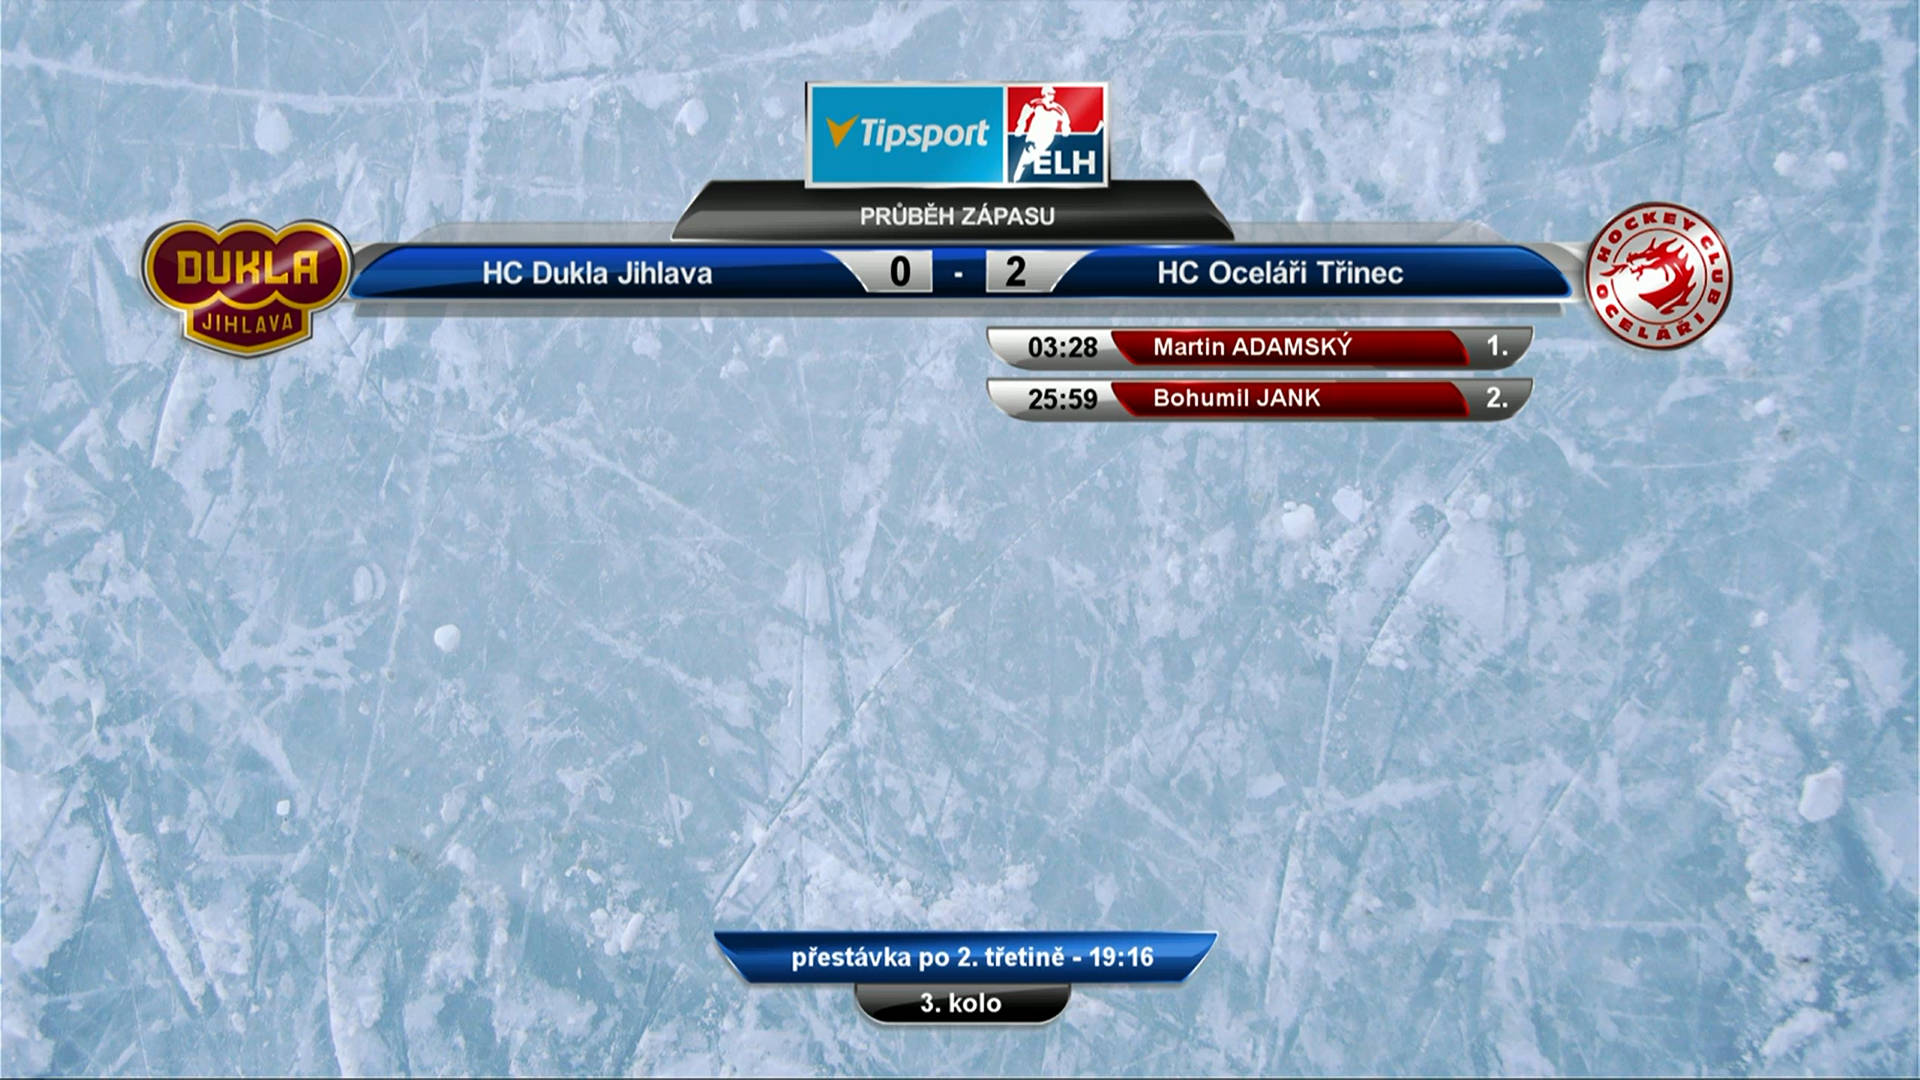 Tipsport
ELH
PRŮBĚH ZÁPASU
DUKLA
JIHLAVA
HC Dukla Jihlava 0 - 2 HC Oceláři Třinec
HOCKEY CLUB
OCELÁŘI
03:28 Martin ADAMSKÝ 1.
25:59 Bohumil JANK 2.
přestávka po 2. třetině - 19:16
3. kolo